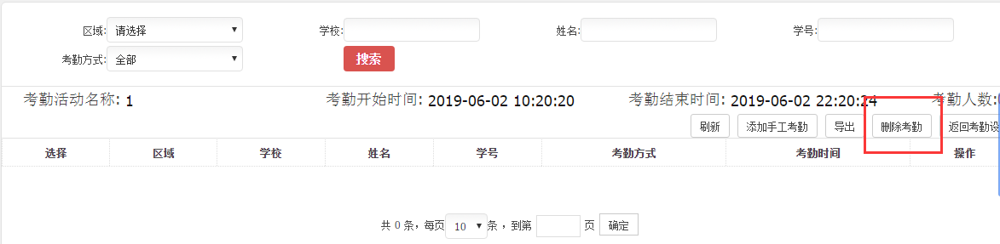 区域: 请选择 学校: 姓名: 学号:
考勤方式: 全部 搜索
考勤活动名称: 1 考勤开始时间: 2019-06-02 10:20:20 考勤结束时间: 2019-06-02 22:20:24 考勤人数:
刷新 添加手工考勤 导出 删除考勤 返回考勤设
选择 区域 学校 姓名 学号 考勤方式 考勤时间 操作
共 0 条，每页 10 条 ，到第 页 确定